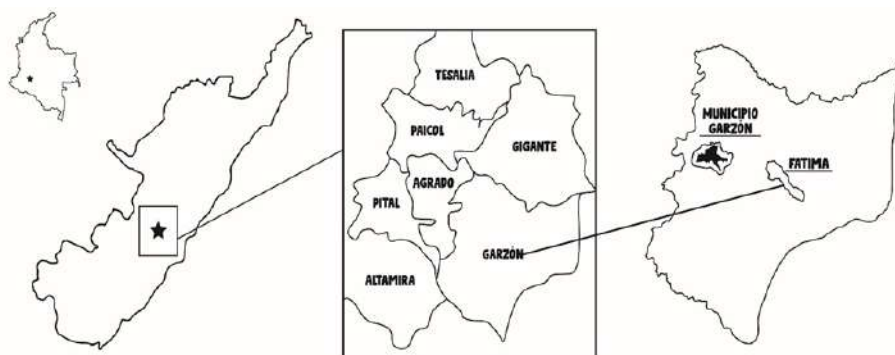 TESALIA
PAICOL
GIGANTE
AGRADO
PITAL
GARZÓN
ALTAMIRA
MUNICIPIO
GARZÓN
FATIMA